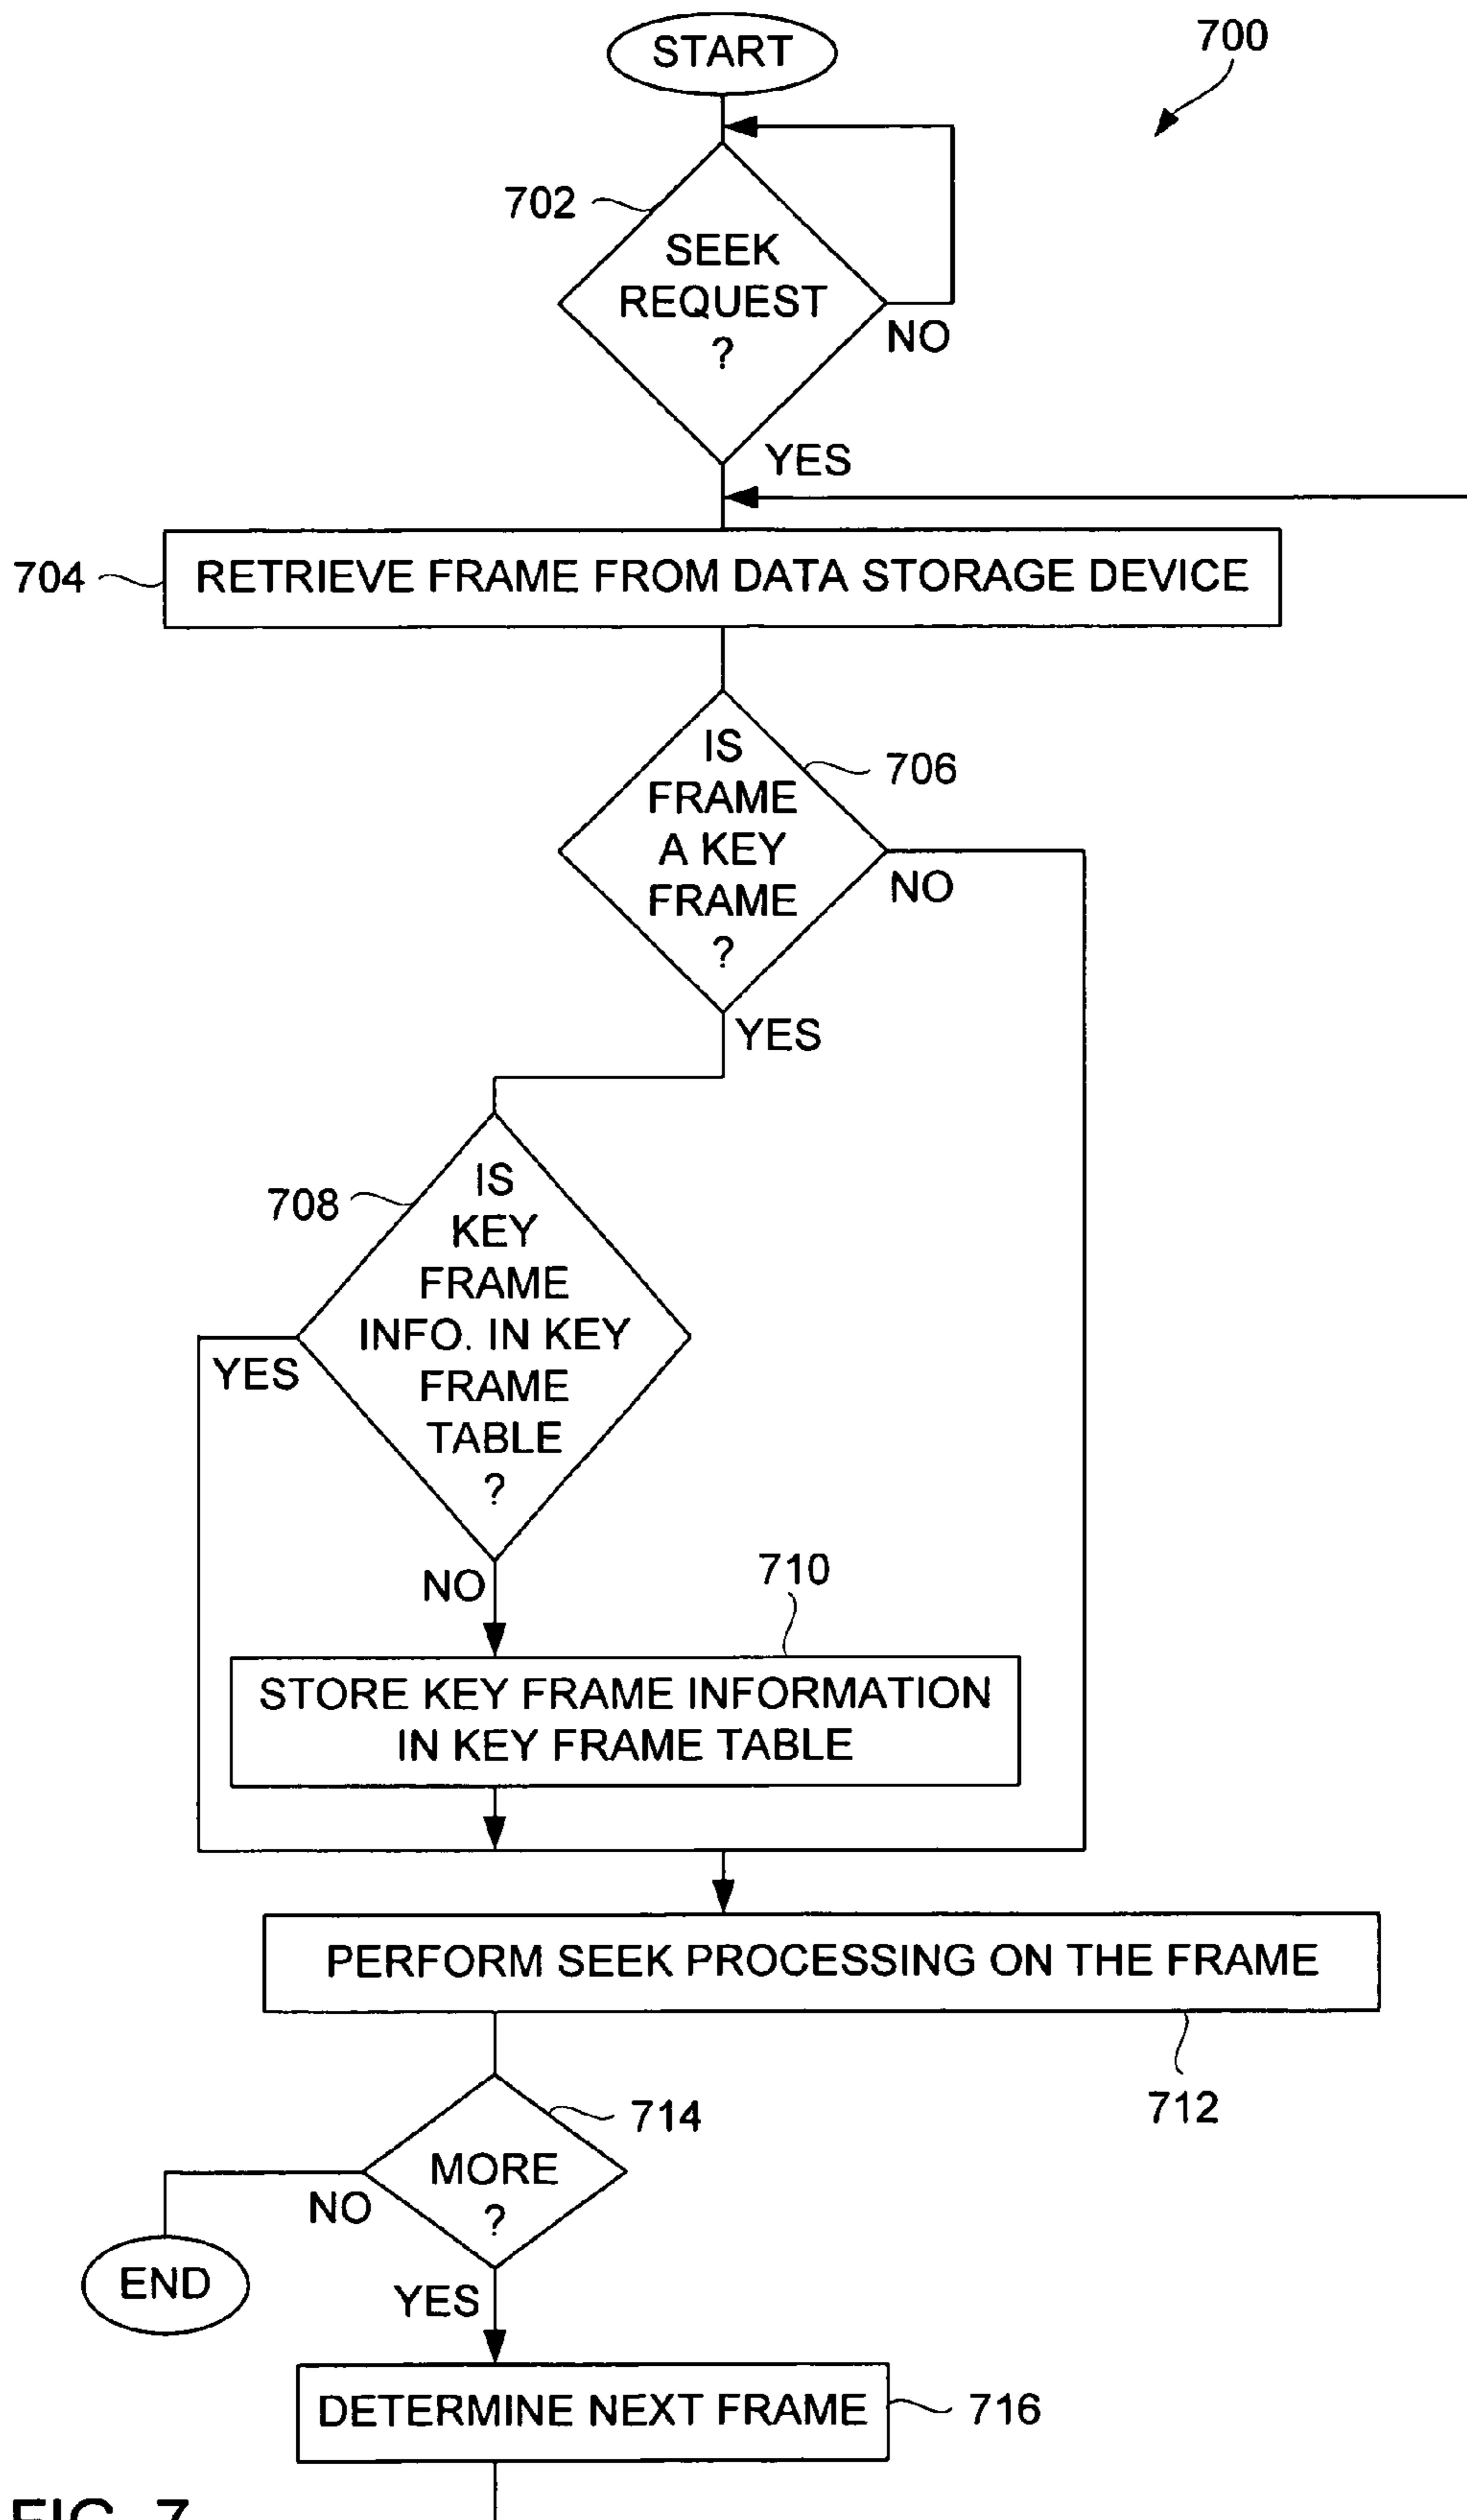 START
700
702
SEEK
REQUEST
?
NO
YES
704
RETRIEVE FRAME FROM DATA STORAGE DEVICE
IS
FRAME
A KEY
FRAME
?
706
NO
YES
708
IS
KEY
FRAME
INFO. IN KEY
FRAME
TABLE
?
YES
NO
710
STORE KEY FRAME INFORMATION
IN KEY FRAME TABLE
PERFORM SEEK PROCESSING ON THE FRAME
712
714
MORE
?
NO
END
YES
DETERMINE NEXT FRAME
716
FIG. 7